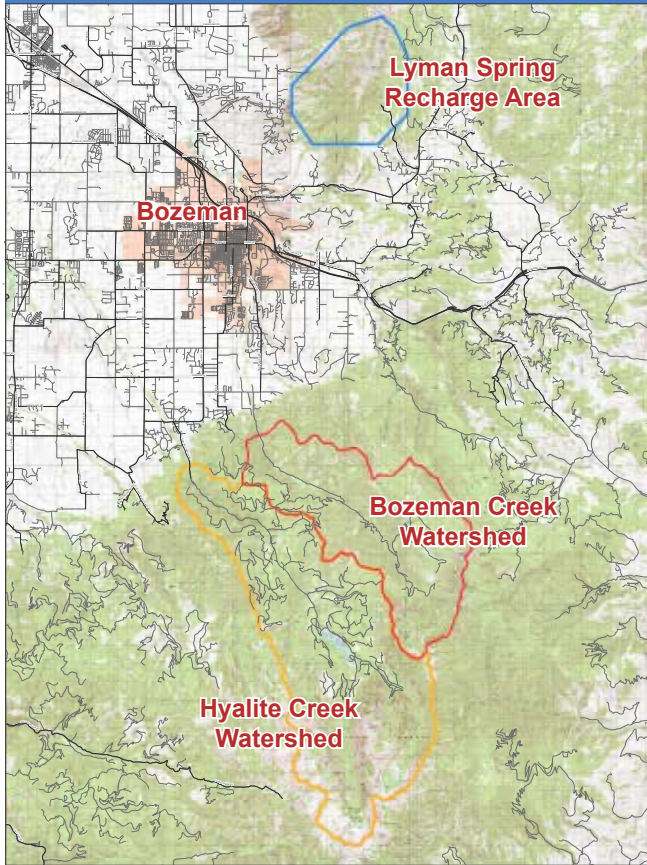 Lyman Spring
Recharge Area
Bozeman
Bozeman Creek
Watershed
Hyalite Creek
Watershed